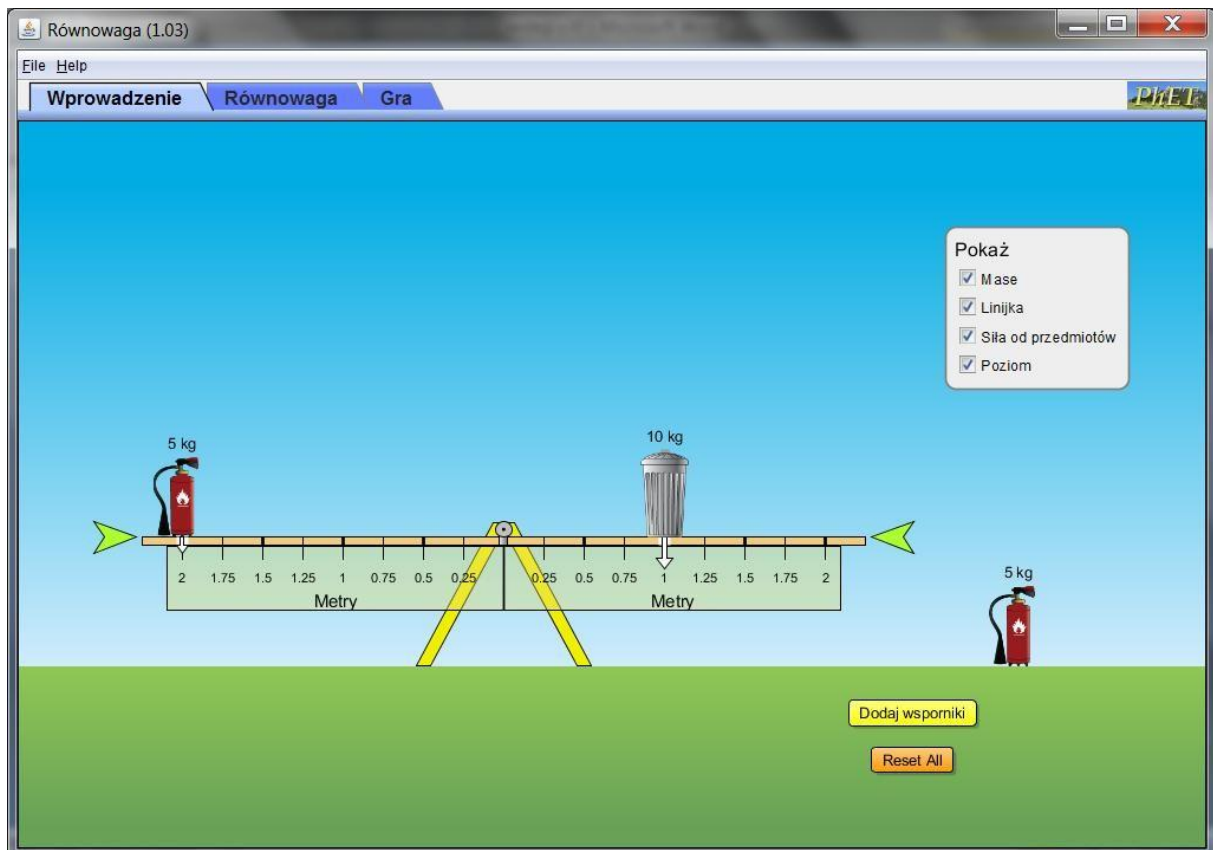 Równowaga (1.03)
File Help
Wprowadzenie Równowaga Gra
PhET
Pokaż
Mase
Linijka
Siła od przedmiotów
Poziom
5 kg 10 kg
2 1.75 1.5 1.25 1 0.75 0.5 0.25 0.25 0.5 0.75 1 1.25 1.5 1.75 2
Metry Metry
5 kg
Dodaj wsporniki
Reset All